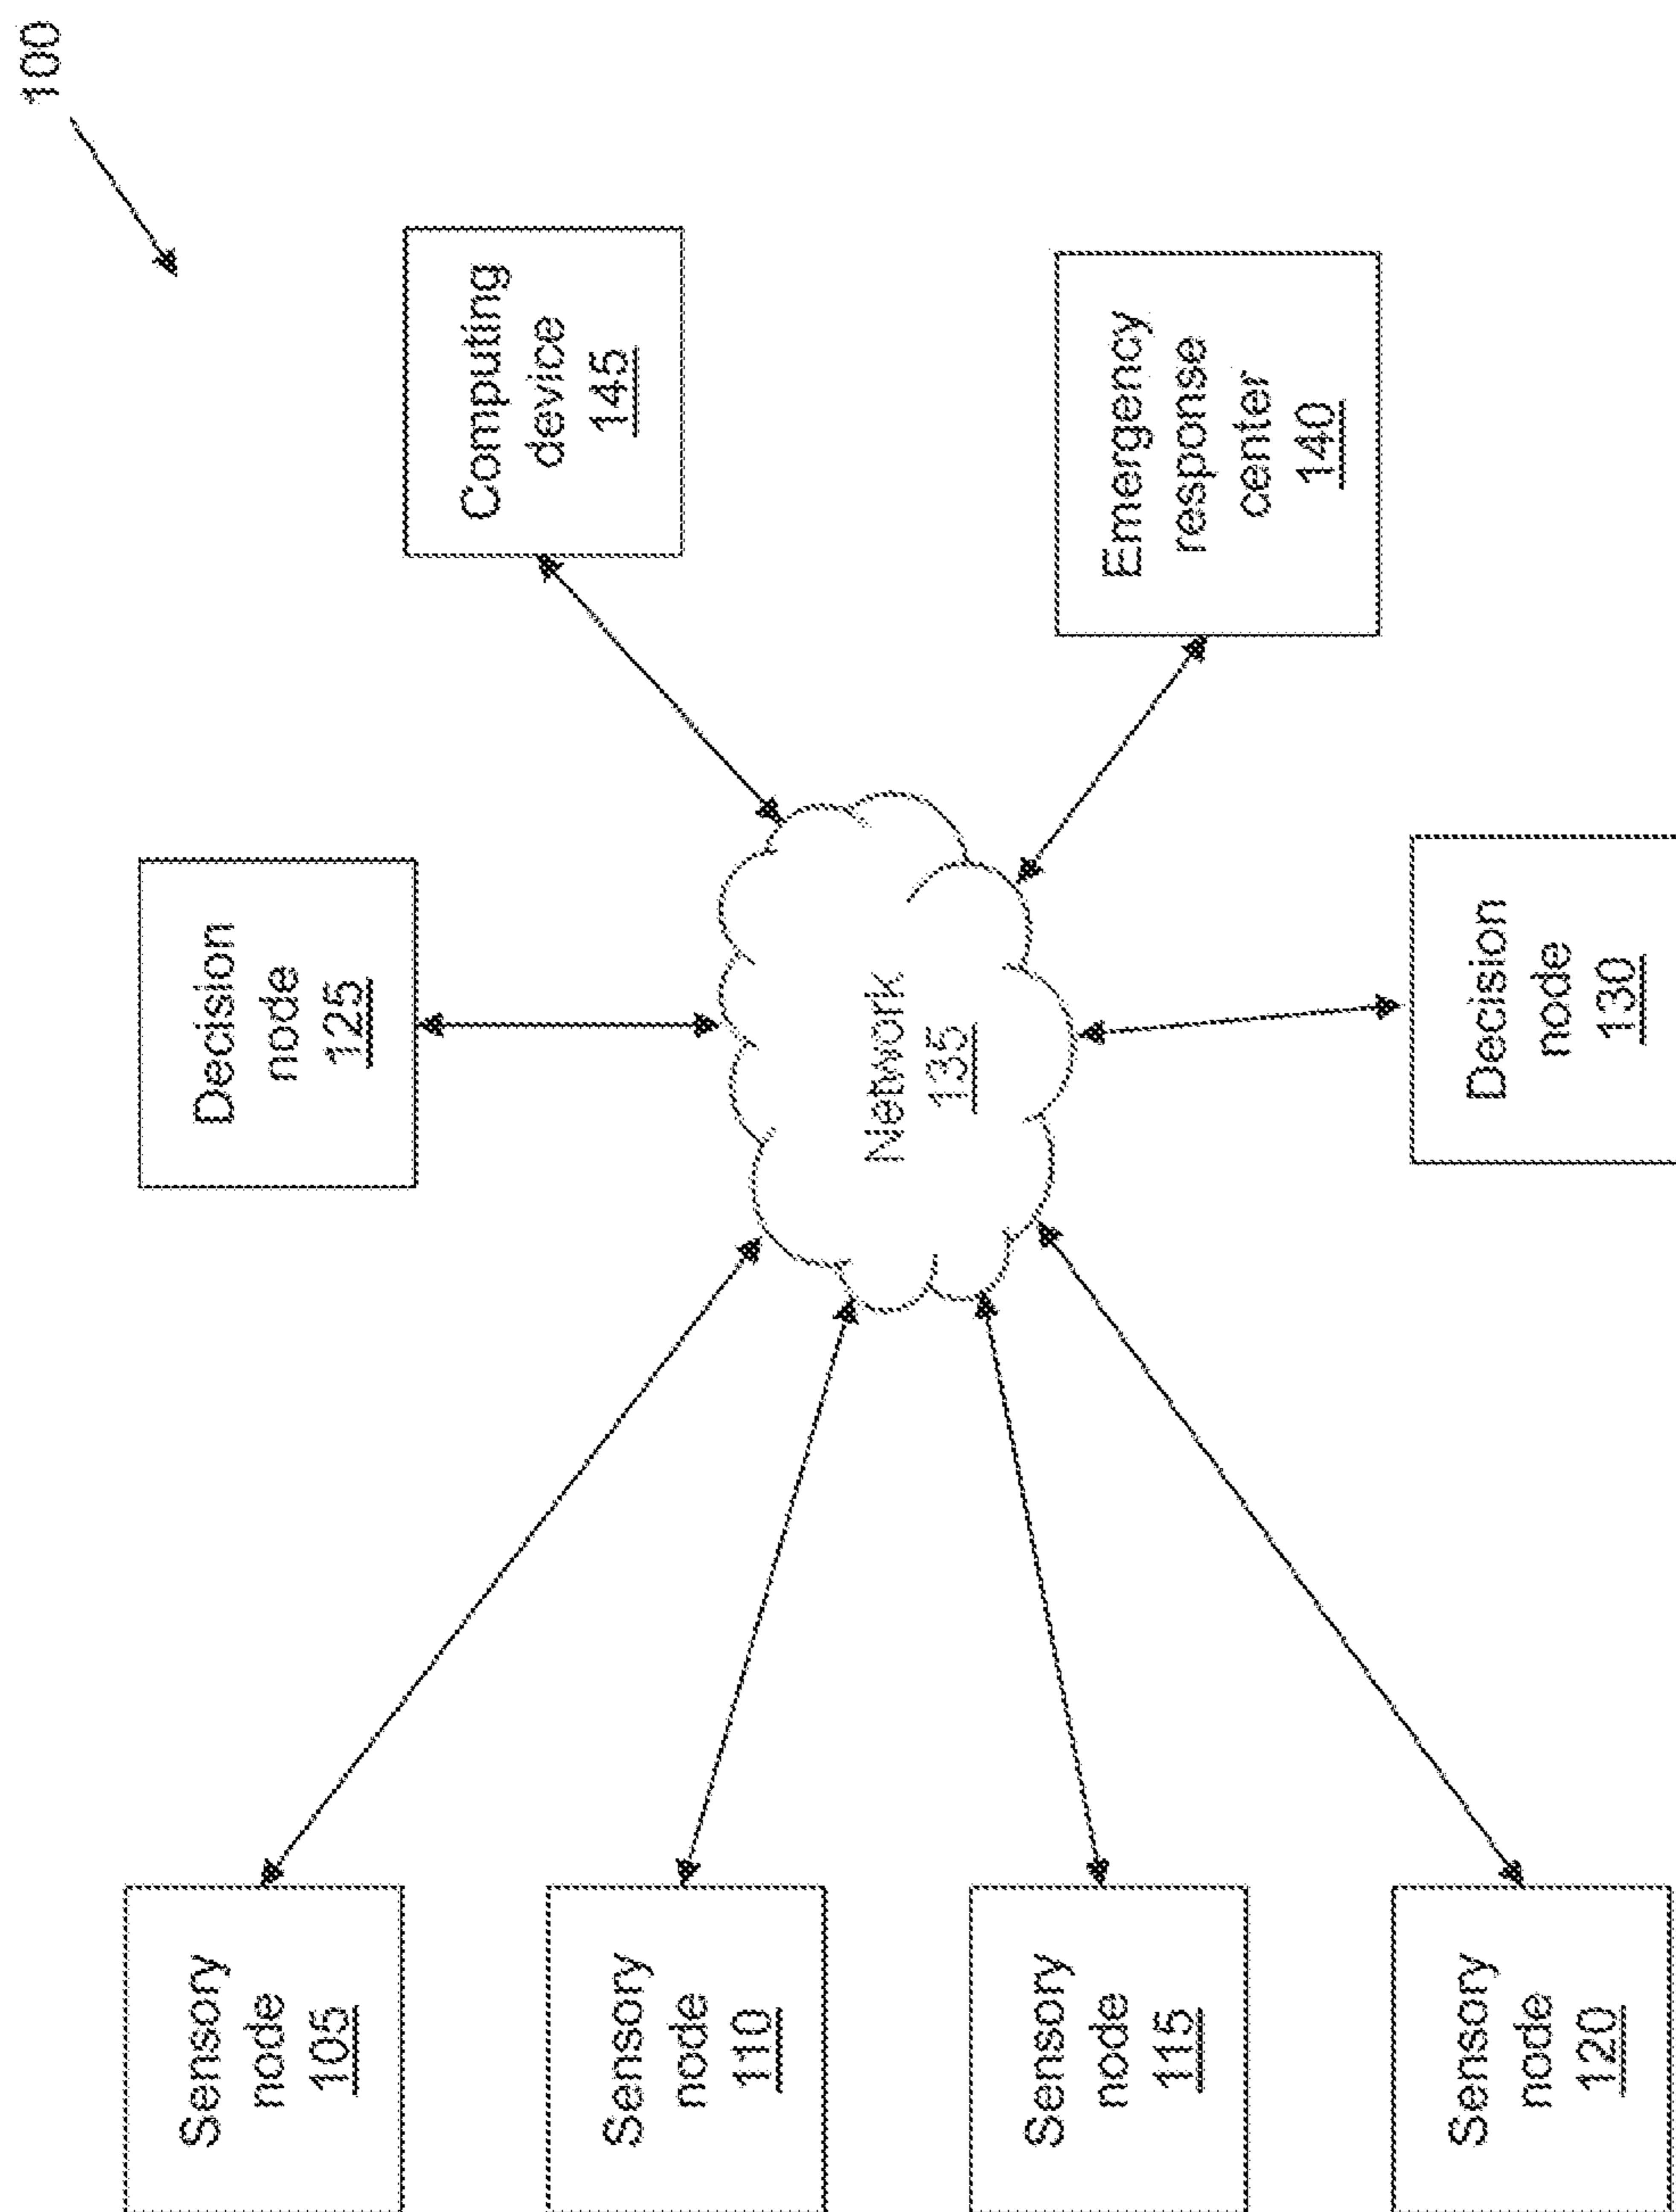 100
Sensory
node
105
Sensory
node
110
Sensory
node
115
Sensory
node
120
Decision
node
125
Network
135
Decision
node
130
Computing
device
145
Emergency
response
center
140